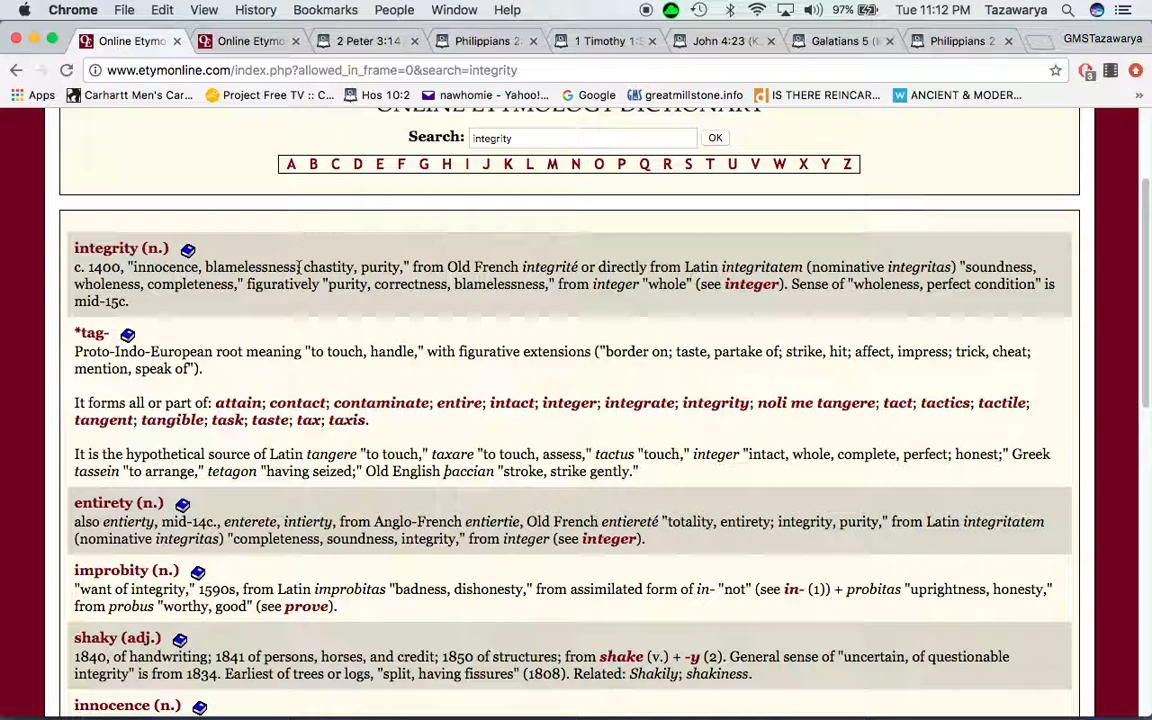 Chrome File Edit View History Bookmarks People Window Help 97% Tue 11:12 PM Tazawarya
Online Etymo Online Etymo 2 Peter 3:14 Philippians 2: 1 Timothy 1:5 John 4:23 (K Galatians 5 (K Philippians 2 GMSTazawarya
www.etymonline.com/index.php?allowed_in_frame=0&search=integrity 3
Apps Carhartt Men's Car... Project Free TV :: C... Hos 10:2 nawhomie - Yahoo!... Google GMS greatmillstone.info IS THERE REINCAR... ANCIENT & MODER... »
ONLINE ETYMOLOGY DICTIONARY
Search: integrity OK
A B C D E F G H I J K L M N O P Q R S T U V W X Y Z
integrity (n.)
c. 1400, "innocence, blamelessness; chastity, purity," from Old French integrité or directly from Latin integritatem (nominative integritas) "soundness,
wholeness, completeness," figuratively "purity, correctness, blamelessness," from integer "whole" (see integer). Sense of "wholeness, perfect condition" is
mid-15c.
*tag-
Proto-Indo-European root meaning "to touch, handle," with figurative extensions ("border on; taste, partake of; strike, hit; affect, impress; trick, cheat;
mention, speak of").
It forms all or part of: attain; contact; contaminate; entire; intact; integer; integrate; integrity; noli me tangere; tact; tactics; tactile;
tangent; tangible; task; taste; tax; taxis.
It is the hypothetical source of Latin tangere "to touch," taxare "to touch, assess," tactus "touch," integer "intact, whole, complete, perfect; honest;" Greek
tassein "to arrange," tetagon "having seized;" Old English þaccian "stroke, strike gently."
entirety (n.)
also entierty, mid-14c., enterete, intierty, from Anglo-French entiertie, Old French entiereté "totality, entirety; integrity, purity," from Latin integritatem
(nominative integritas) "completeness, soundness, integrity," from integer (see integer).
improbity (n.)
"want of integrity," 1590s, from Latin improbitas "badness, dishonesty," from assimilated form of in- "not" (see in- (1)) + probitas "uprightness, honesty,"
from probus "worthy, good" (see prove).
shaky (adj.)
1840, of handwriting; 1841 of persons, horses, and credit; 1850 of structures; from shake (v.) + -y (2). General sense of "uncertain, of questionable
integrity" is from 1834. Earliest of trees or logs, "split, having fissures" (1808). Related: Shakily; shakiness.
innocence (n.)